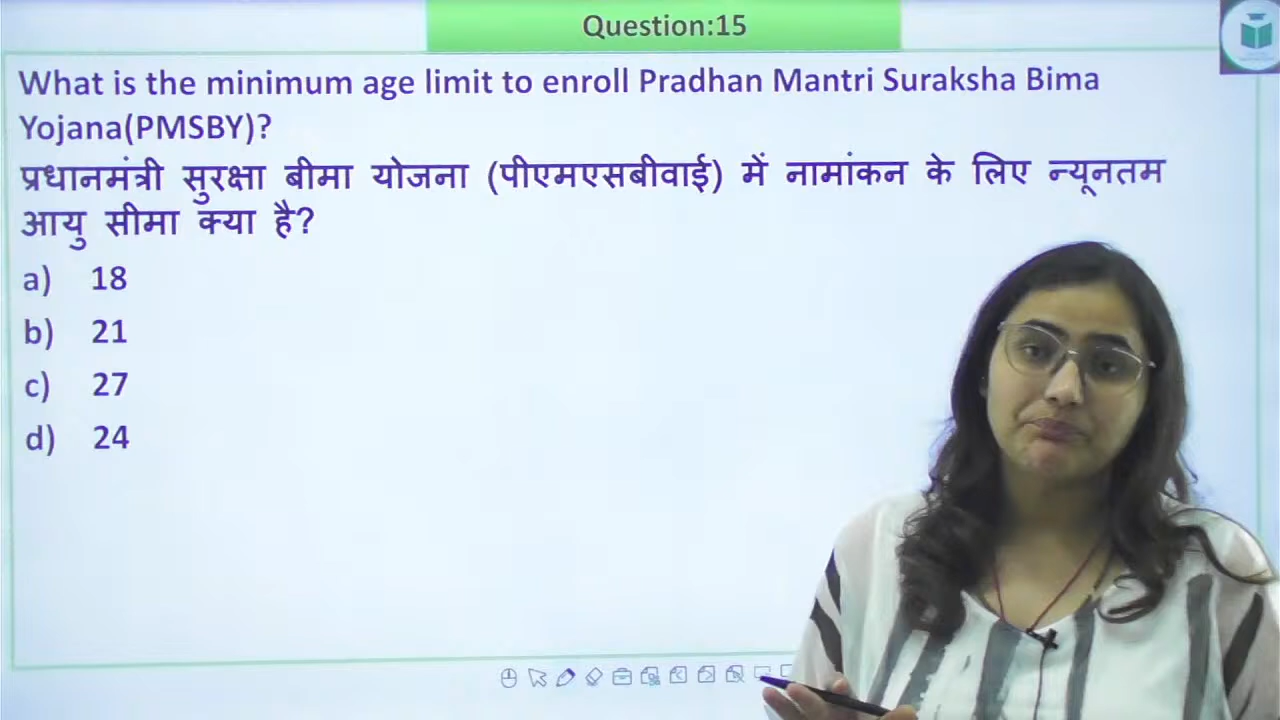 Question:15
What is the minimum age limit to enroll Pradhan Mantri Suraksha Bima
Yojana(PMSBY)?
प्रधानमंत्री सुरक्षा बीमा योजना (पीएमएसबीवाई) में नामांकन के लिए न्यूनतम
आयु सीमा क्या है?
a) 18
b) 21
c) 27
d) 24